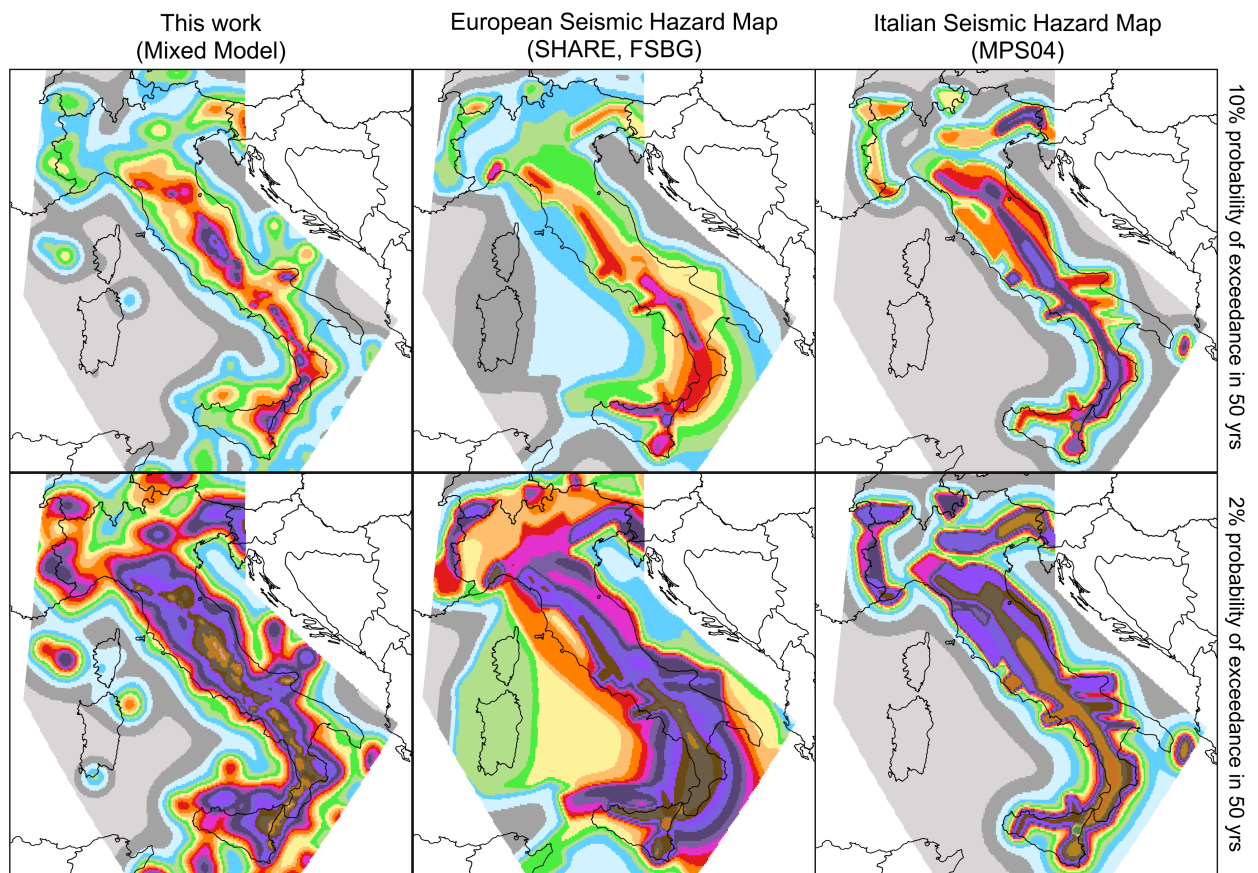 This work
(Mixed Model)
European Seismic Hazard Map
(SHARE, FSBG)
Italian Seismic Hazard Map
(MPS04)
10% probability of exceedance in 50 yrs
2% probability of exceedance in 50 yrs